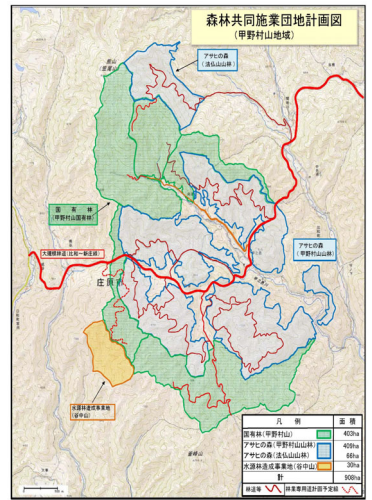 森林共同施業団地計画図
(甲野村山地域)
アサヒの森
(法仏山山林)
国有林
(甲野村山国有林)
アサヒの森
(甲野村山山林)
大規模林道(比和ー新庄線)
庄原市
水源林造成事業地
(谷中山)
凡例 面積
国有林(甲野村山) 403ha
アサヒの森(甲野村山山林) 409ha
アサヒの森(法仏山山林) 66ha
水源林造成事業地(谷中山) 30ha
計 908ha
林道等 林業専用道計画予定線